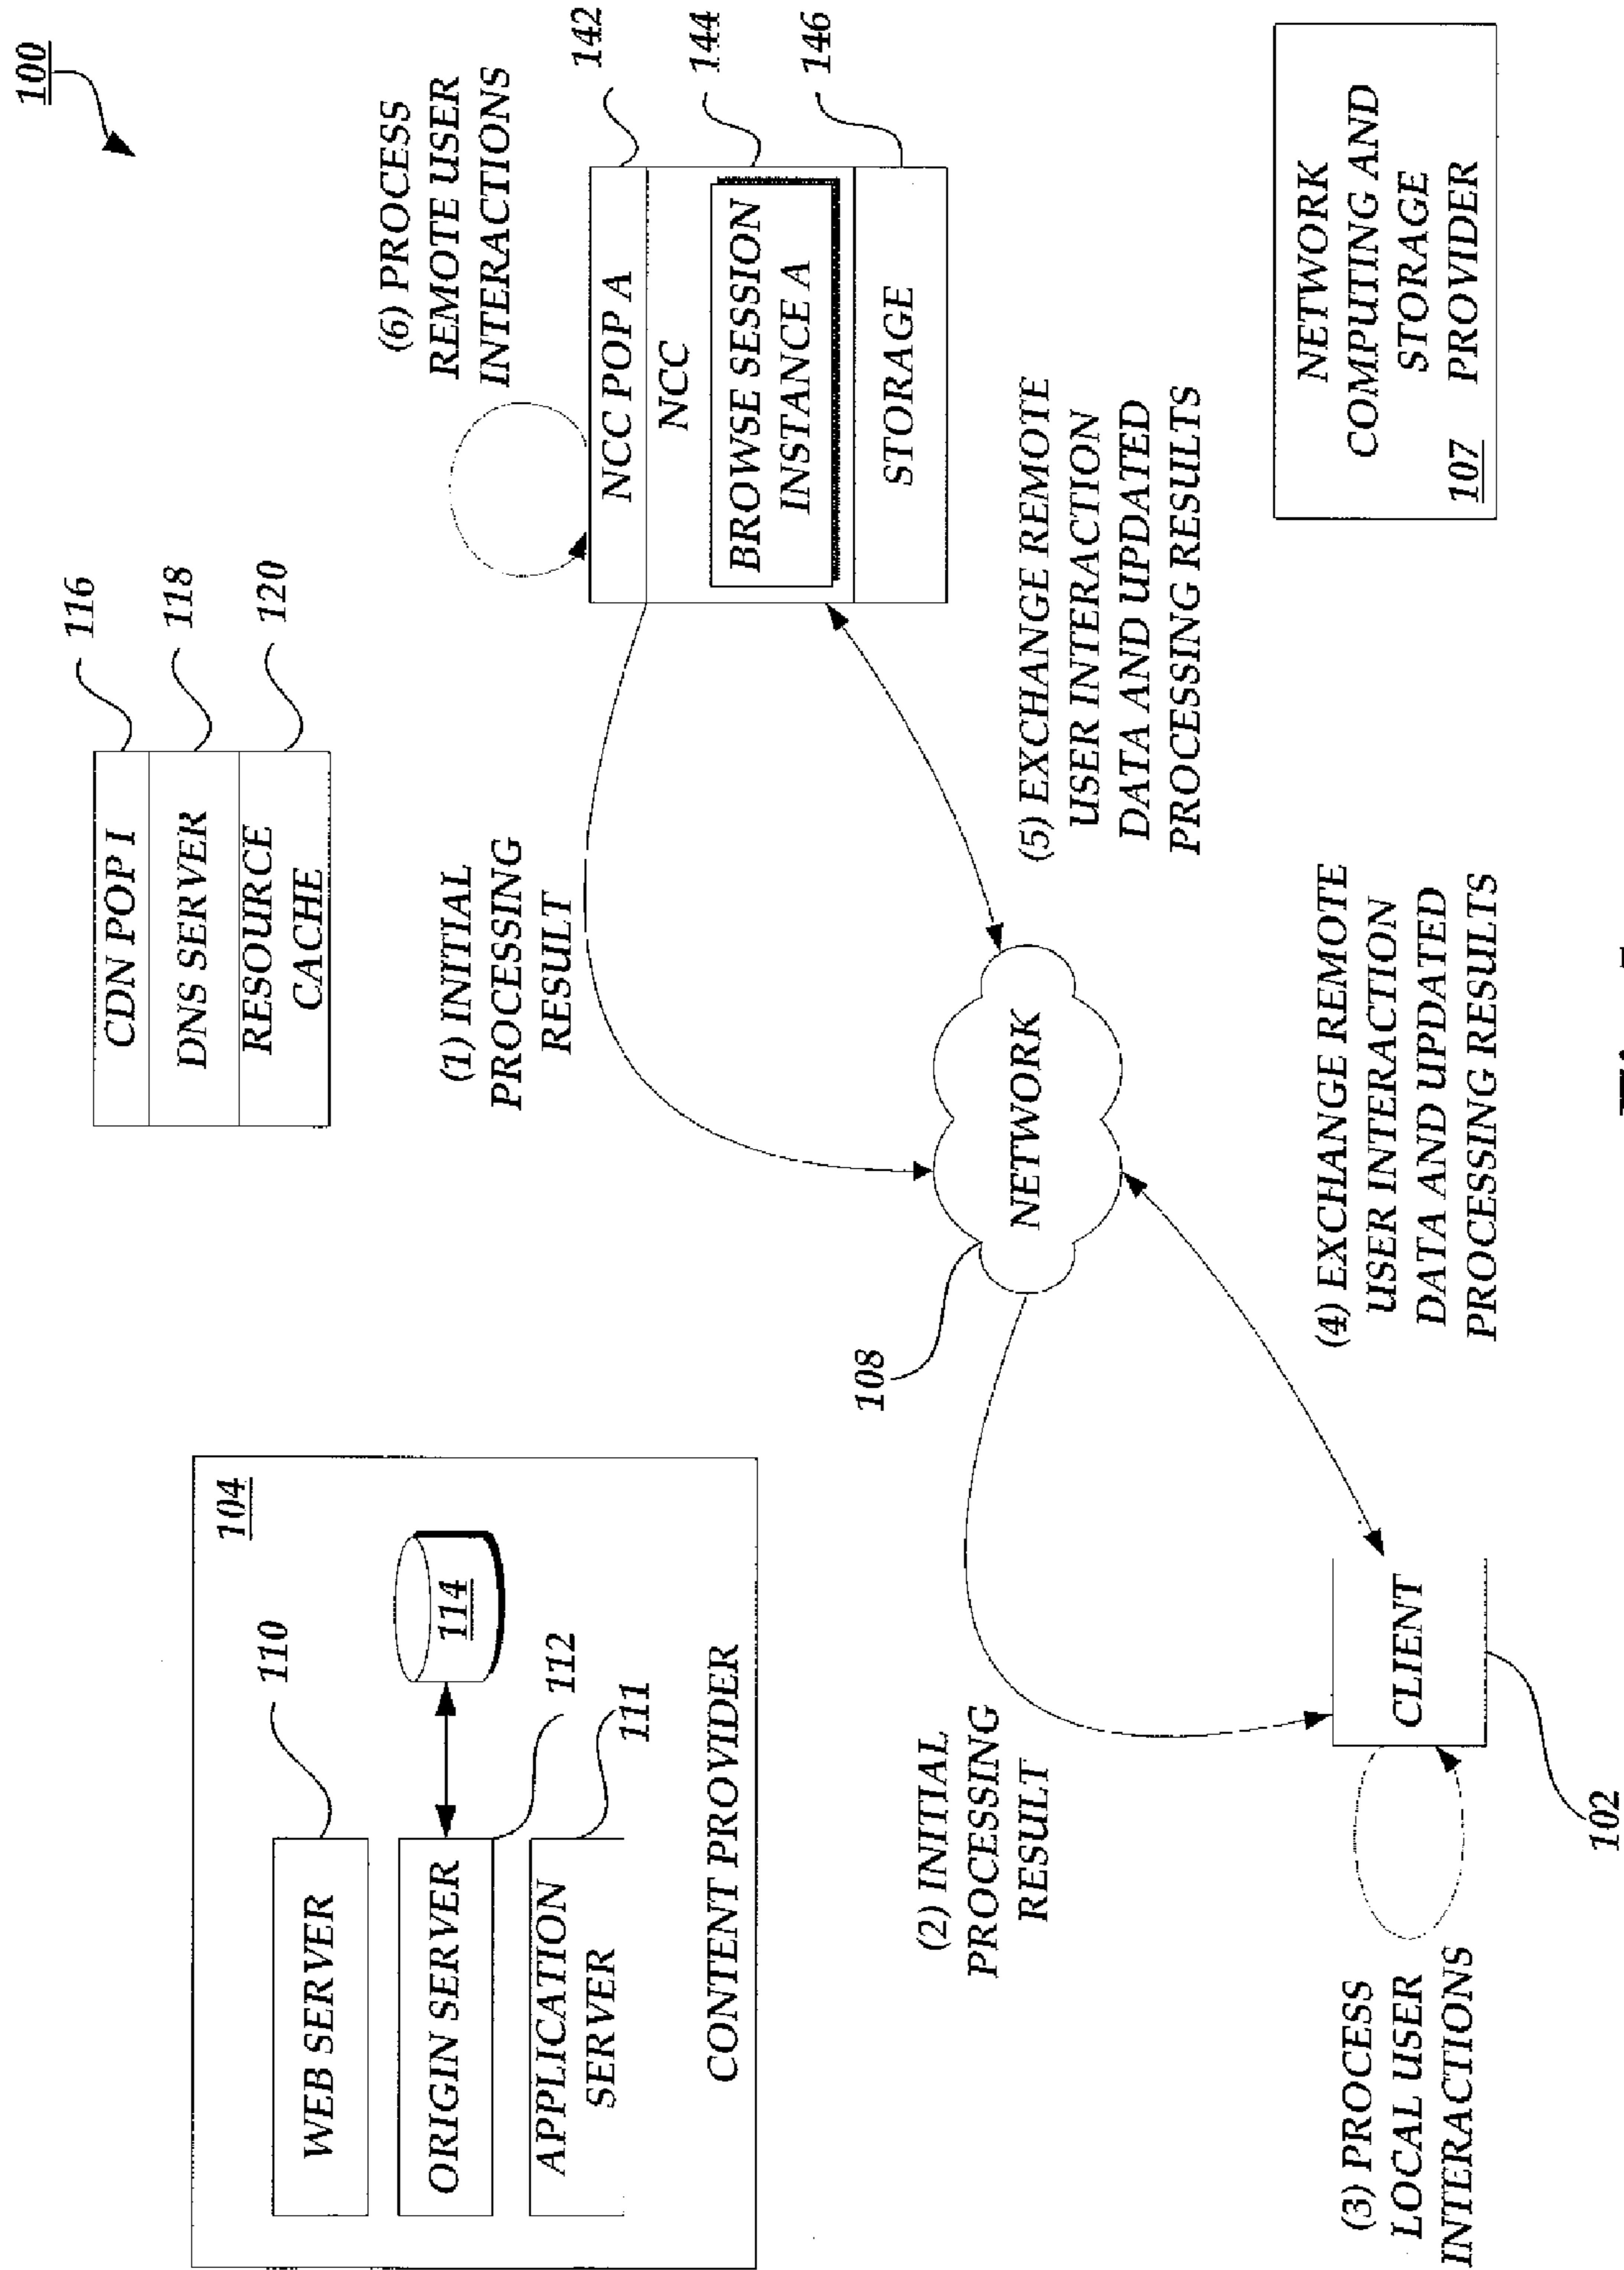 100
104
WEB SERVER
110
ORIGIN SERVER
114
112
APPLICATION
SERVER
111
CONTENT PROVIDER
CDN POP I
DNS SERVER
RESOURCE
CACHE
116
118
120
(6) PROCESS
REMOTE USER
INTERACTIONS
NCC POP A
NCC
BROWSE SESSION
INSTANCE A
STORAGE
142
144
146
(1) INITIAL
PROCESSING
RESULT
NETWORK
108
(2) INITIAL
PROCESSING
RESULT
(5) EXCHANGE REMOTE
USER INTERACTION
DATA AND UPDATED
PROCESSING RESULTS
(4) EXCHANGE REMOTE
USER INTERACTION
DATA AND UPDATED
PROCESSING RESULTS
(3) PROCESS
LOCAL USER
INTERACTIONS
CLIENT
102
NETWORK
COMPUTING AND
STORAGE
PROVIDER
107